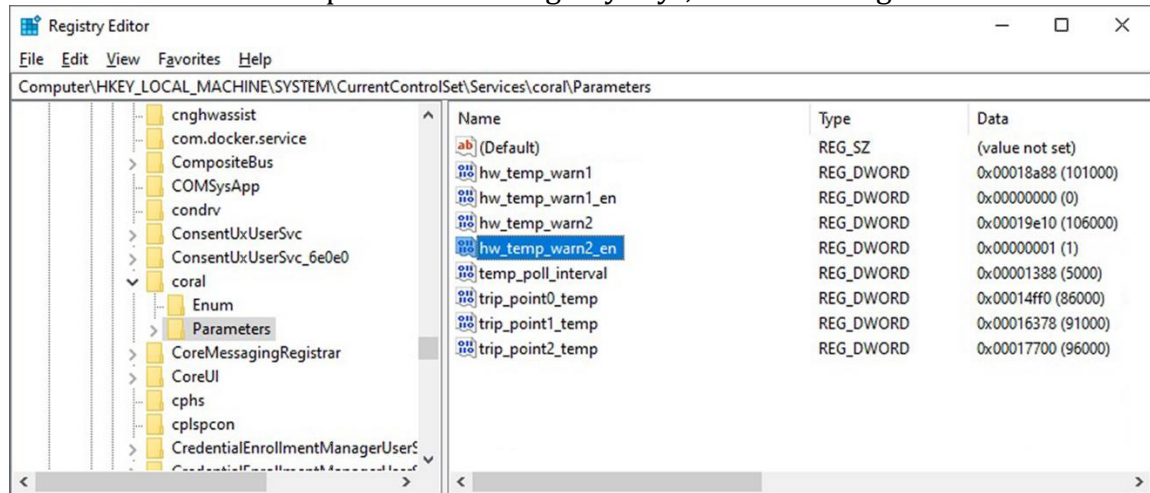 Registry Editor
File Edit View Favorites Help
Computer\HKEY_LOCAL_MACHINE\SYSTEM\CurrentControlSet\Services\coral\Parameters
cnghwassist
com.docker.service
CompositeBus
COMSysApp
condrv
ConsentUxUserSvc
ConsentUxUserSvc_6e0e0
coral
Enum
Parameters
CoreMessagingRegistrar
CoreUI
cphs
cplspcon
CredentialEnrollmentManagerUserS
Name Type Data
(Default) REG_SZ (value not set)
hw_temp_warn1 REG_DWORD 0x00018a88 (101000)
hw_temp_warn1_en REG_DWORD 0x00000000 (0)
hw_temp_warn2 REG_DWORD 0x00019e10 (106000)
hw_temp_warn2_en REG_DWORD 0x00000001 (1)
temp_poll_interval REG_DWORD 0x00001388 (5000)
trip_point0_temp REG_DWORD 0x00014ff0 (86000)
trip_point1_temp REG_DWORD 0x00016378 (91000)
trip_point2_temp REG_DWORD 0x00017700 (96000)